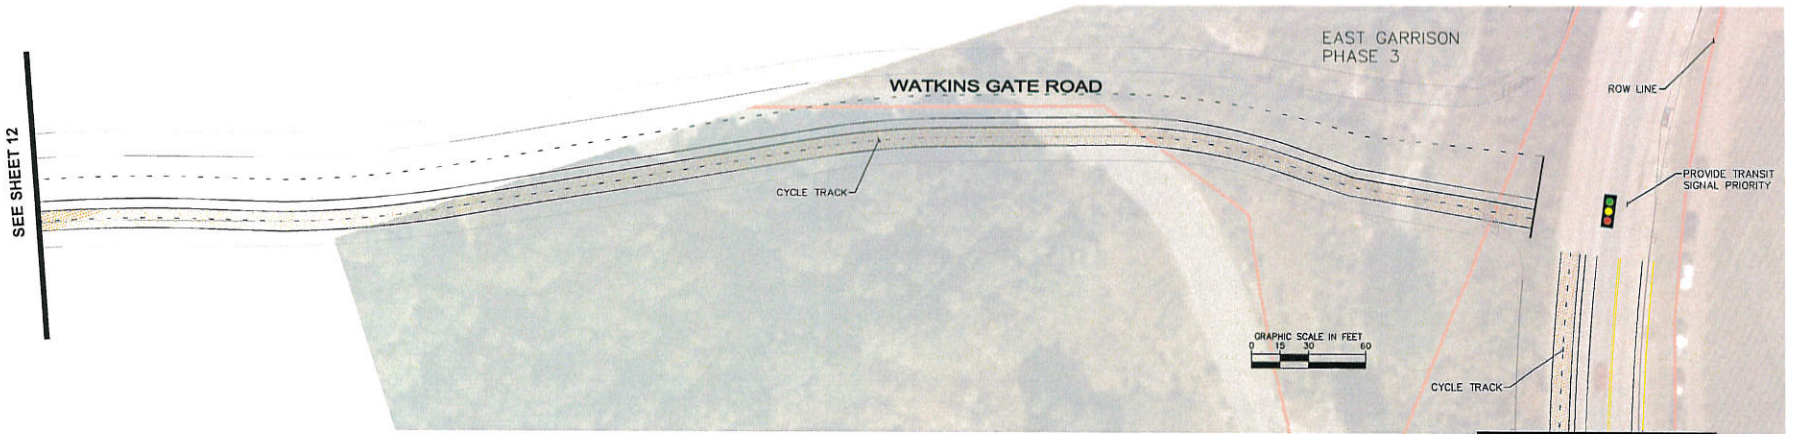 EAST GARRISON
PHASE 3
WATKINS GATE ROAD
ROW LINE
SEE SHEET 12
CYCLE TRACK
PROVIDE TRANSIT
SIGNAL PRIORITY
GRAPHIC SCALE IN FEET
0 15 30 60
CYCLE TRACK